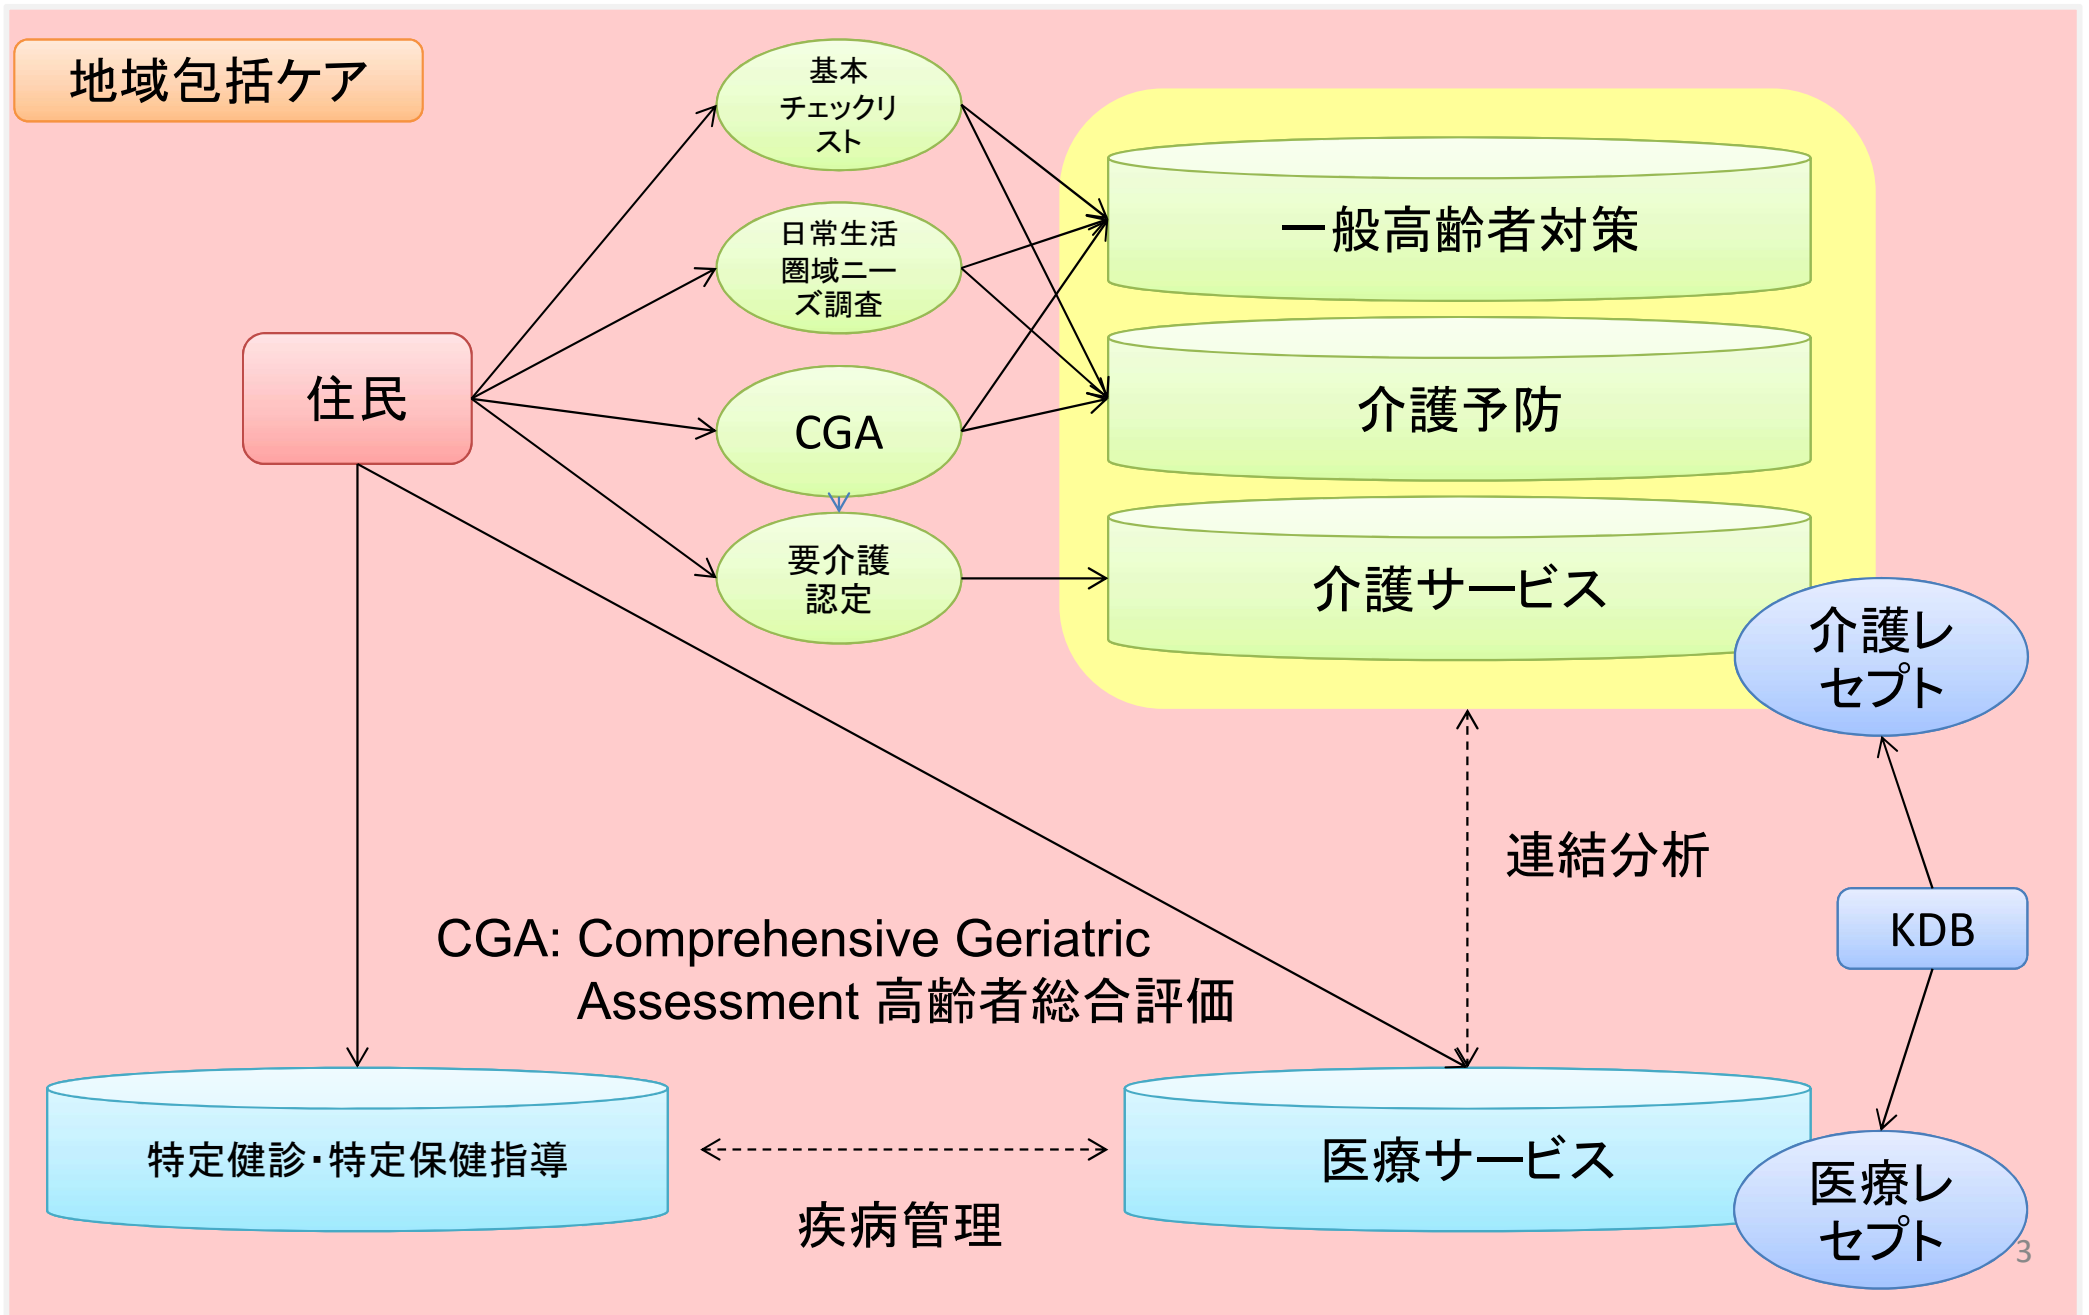 地域包括ケア
基本
チェックリ
スト
日常生活
圏域ニー
ズ調査
CGA
要介護
認定
住民
一般高齢者対策
介護予防
介護サービス
介護レ
セプト
連結分析
KDB
CGA: Comprehensive Geriatric
Assessment 高齢者総合評価
特定健診・特定保健指導
疾病管理
医療サービス
医療レ
セプト
3